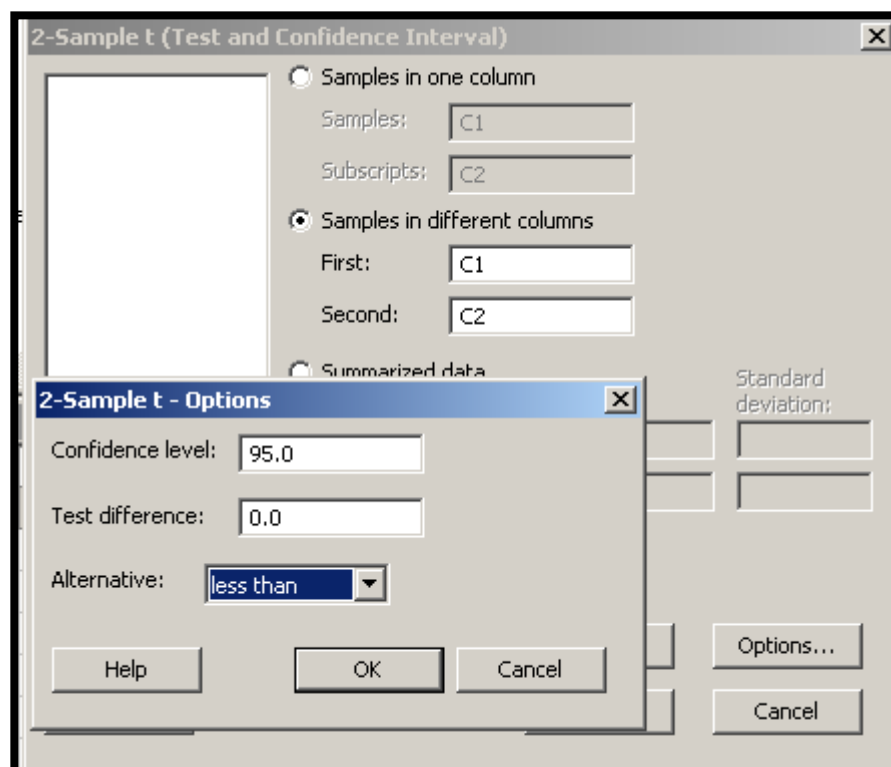 2-Sample t (Test and Confidence Interval)
Samples in one column
Samples: C1
Subscripts: C2
Samples in different columns
First: C1
Second: C2
Summarized data
Standard
deviation:
2-Sample t - Options
Confidence level: 95.0
Test difference: 0.0
Alternative: less than
Help OK Cancel
Options...
Cancel